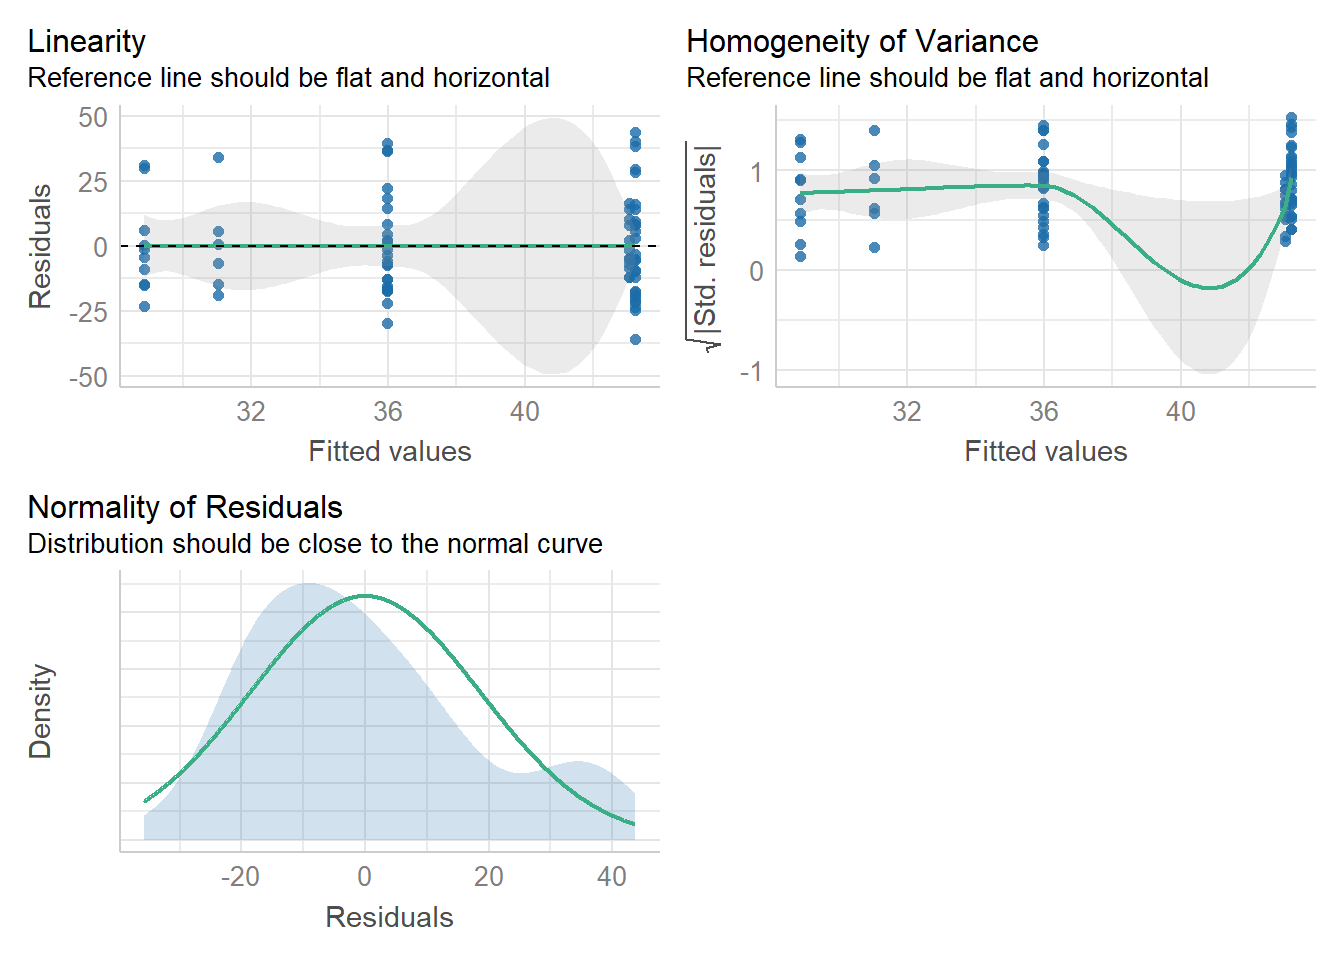 Linearity
Reference line should be flat and horizontal
50
25
0
-25
-50
Residuals
32 36 40
Fitted values
Homogeneity of Variance
Reference line should be flat and horizontal
1
0
-1
√|Std. residuals|
32 36 40
Fitted values
Normality of Residuals
Distribution should be close to the normal curve
Density
-20 0 20 40
Residuals